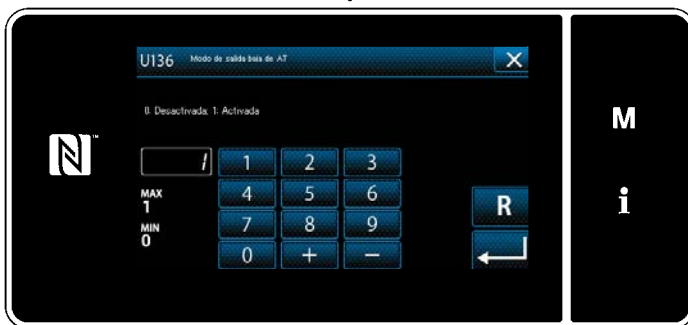 U136 Modo de salida baja de AT X
0: Desactivada; 1: Activada
M
N™
1 1 2 3
MAX 4 5 6
1
R i
MIN 7 8 9
0
0 + −